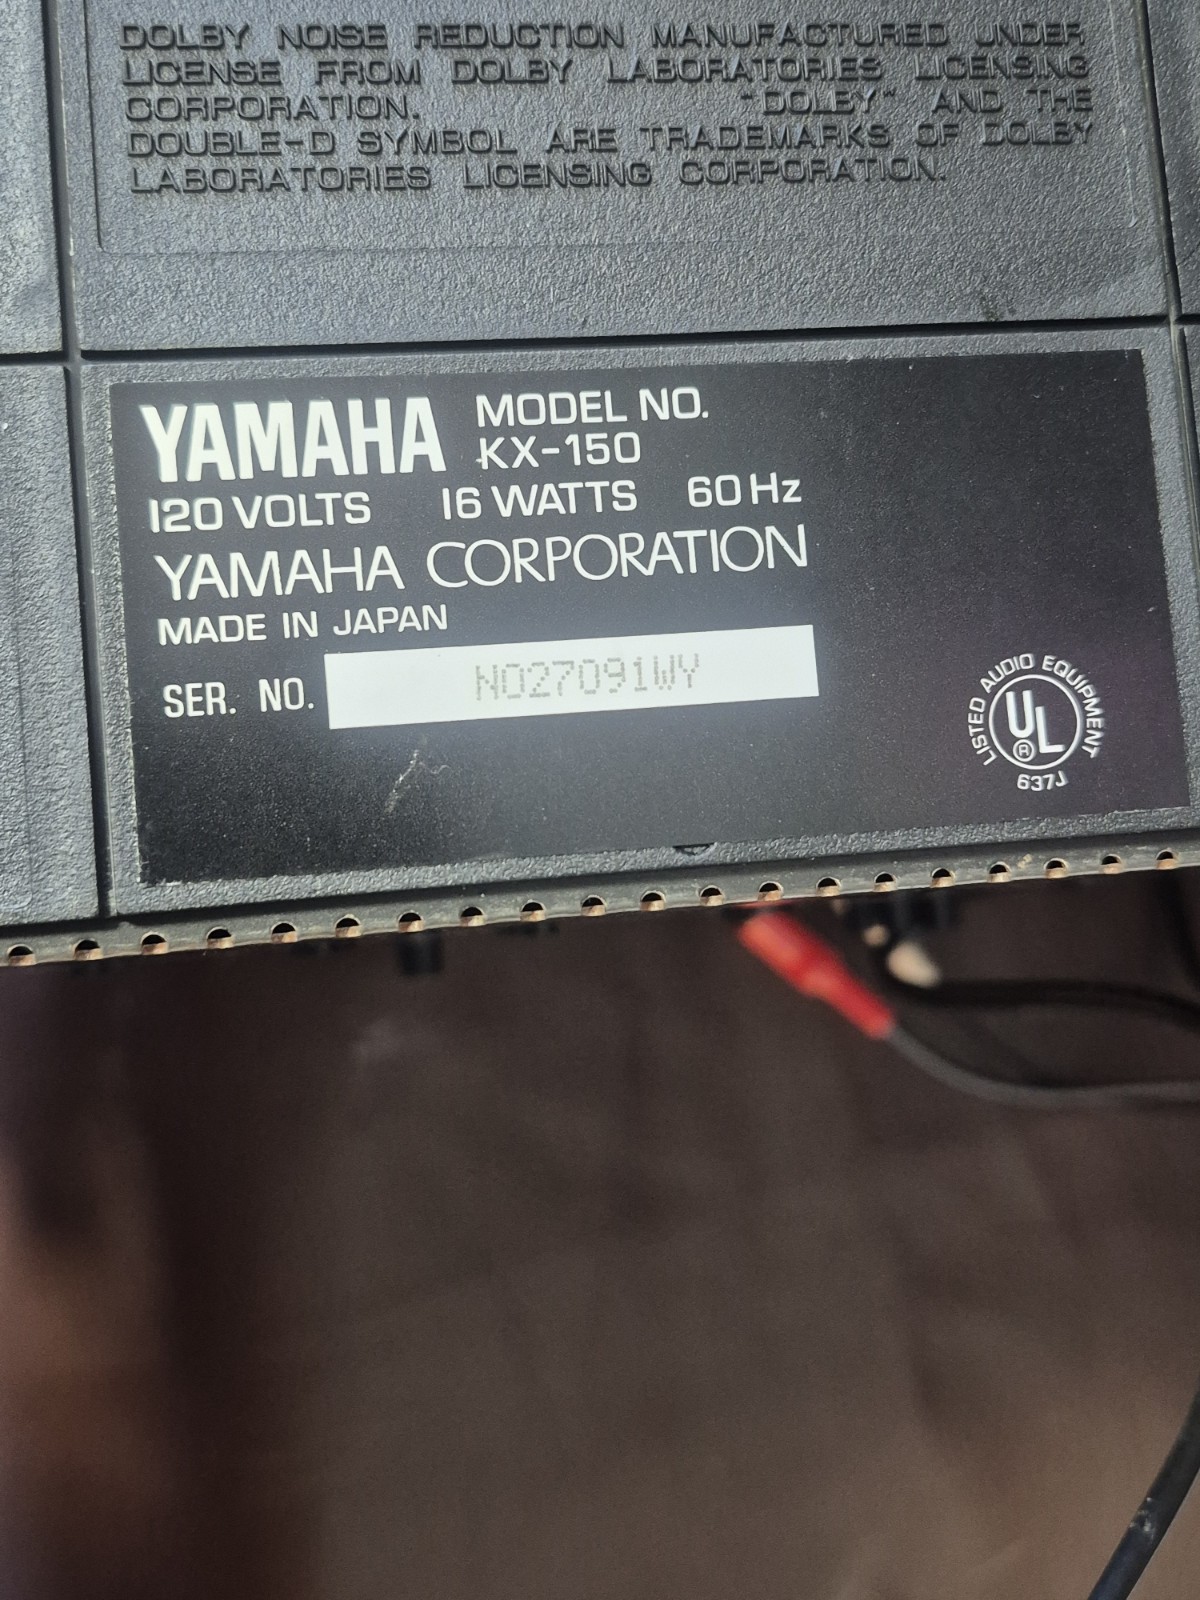 DOLBY NOISE REDUCTION MANUFACTURED UNDER
LICENSE FROM DOLBY LABORATORIES LICENSING
CORPORATION. "DOLBY" AND THE
DOUBLE-D SYMBOL ARE TRADEMARKS OF DOLBY
LABORATORIES LICENSING CORPORATION.
YAMAHA MODEL NO.
KX-150
120 VOLTS 16 WATTS 60 Hz
YAMAHA CORPORATION
MADE IN JAPAN
SER. NO. N027091WY
LISTED AUDIO EQUIPMENT
UL
®
637J